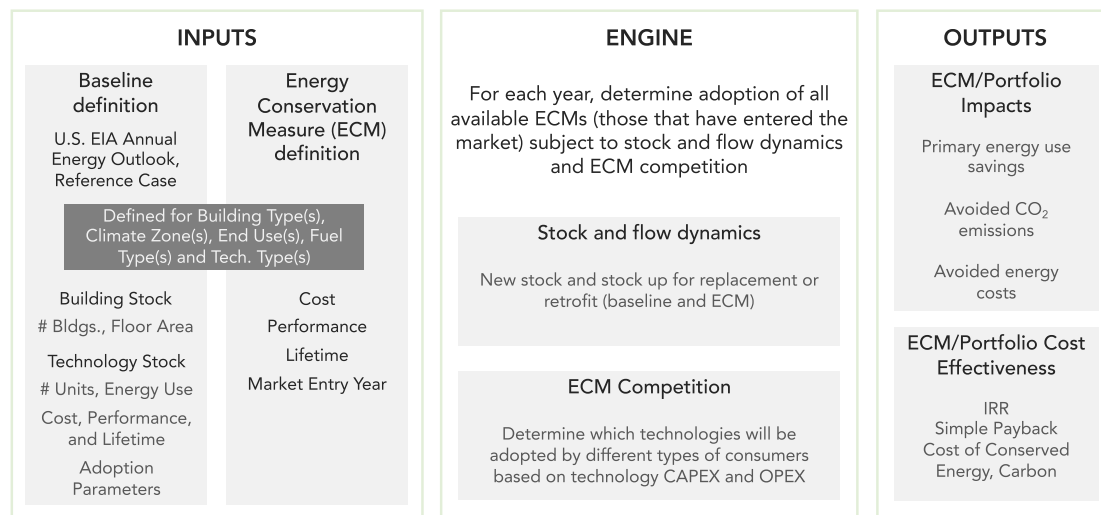 INPUTS
Baseline
definition
U.S. EIA Annual
Energy Outlook,
Reference Case
Energy
Conservation
Measure (ECM)
definition
Defined for Building Type(s),
Climate Zone(s), End Use(s), Fuel
Type(s) and Tech. Type(s)
Building Stock
# Bldgs., Floor Area
Technology Stock
# Units, Energy Use
Cost, Performance,
and Lifetime
Adoption
Parameters
Cost
Performance
Lifetime
Market Entry Year
ENGINE
For each year, determine adoption of all
available ECMs (those that have entered the
market) subject to stock and flow dynamics
and ECM competition
Stock and flow dynamics
New stock and stock up for replacement or
retrofit (baseline and ECM)
ECM Competition
Determine which technologies will be
adopted by different types of consumers
based on technology CAPEX and OPEX
OUTPUTS
ECM/Portfolio
Impacts
Primary energy use
savings
Avoided CO₂
emissions
Avoided energy
costs
ECM/Portfolio Cost
Effectiveness
IRR
Simple Payback
Cost of Conserved
Energy, Carbon